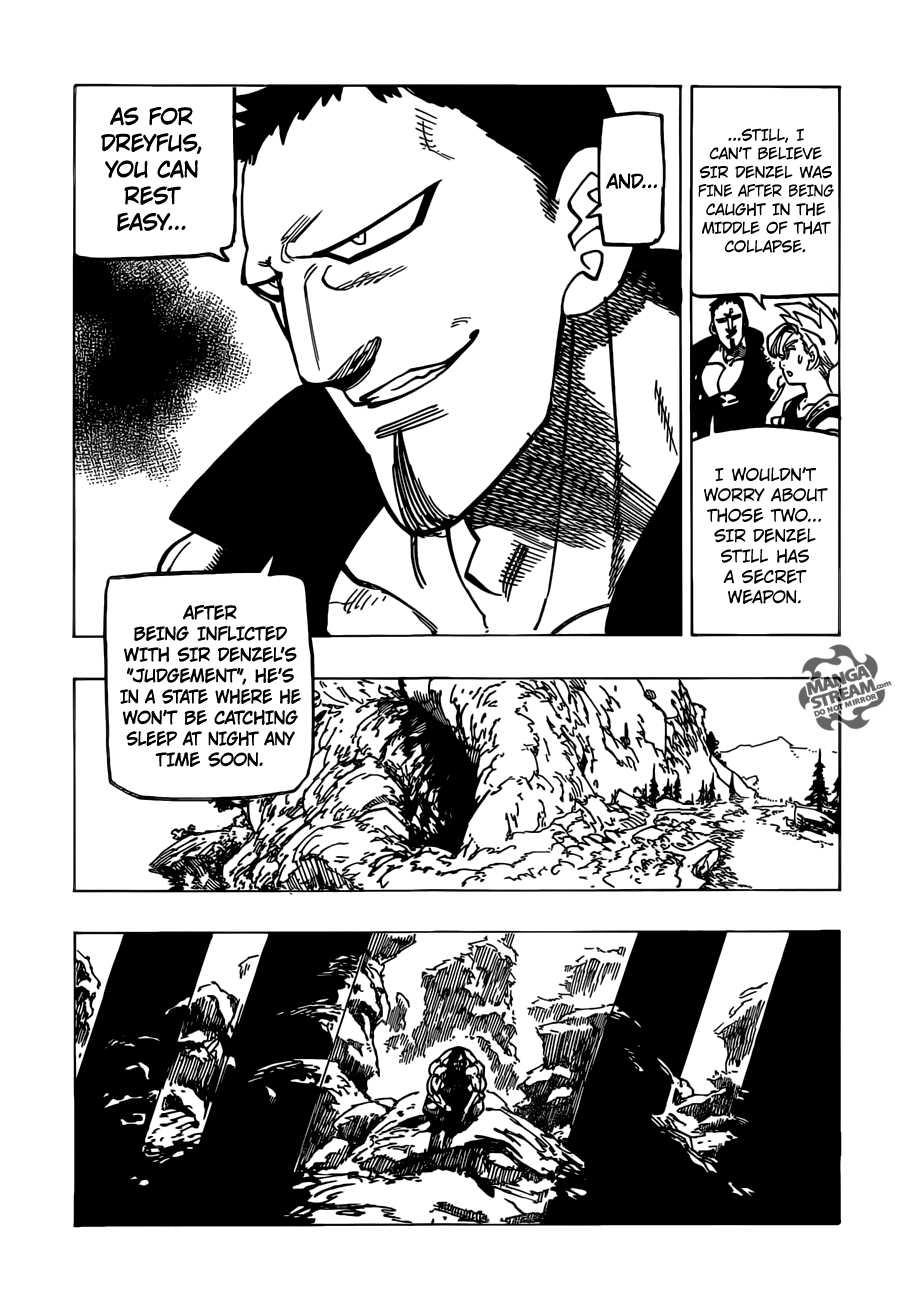 ...STILL, I
CAN'T BELIEVE
SIR DENZEL WAS
FINE AFTER BEING
CAUGHT IN THE
MIDDLE OF THAT
COLLAPSE.
I WOULDN'T
WORRY ABOUT
THOSE TWO...
SIR DENZEL
STILL HAS
A SECRET
WEAPON.
AND...
AS FOR
DREYFUS,
YOU CAN
REST
EASY...
AFTER
BEING INFLICTED
WITH SIR DENZEL'S
"JUDGEMENT", HE'S
IN A STATE WHERE HE
WON'T BE CATCHING
SLEEP AT NIGHT ANY
TIME SOON.
MANGA
STREAM.com
DO NOT MIRROR